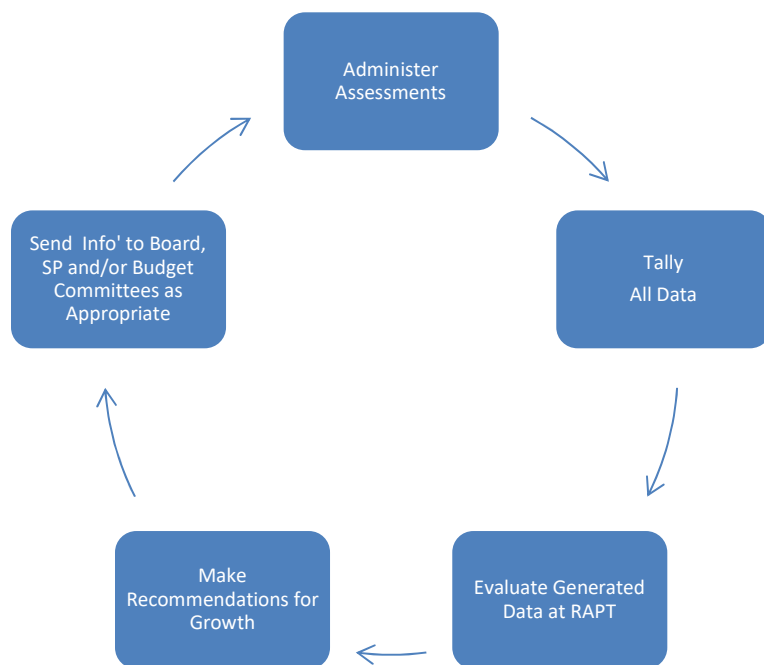 Administer
Assessments
Tally
All Data
Evaluate Generated
Data at RAPT
Make
Recommendations for
Growth
Send  Info' to Board,
SP and/or Budget
Committees as
Appropriate